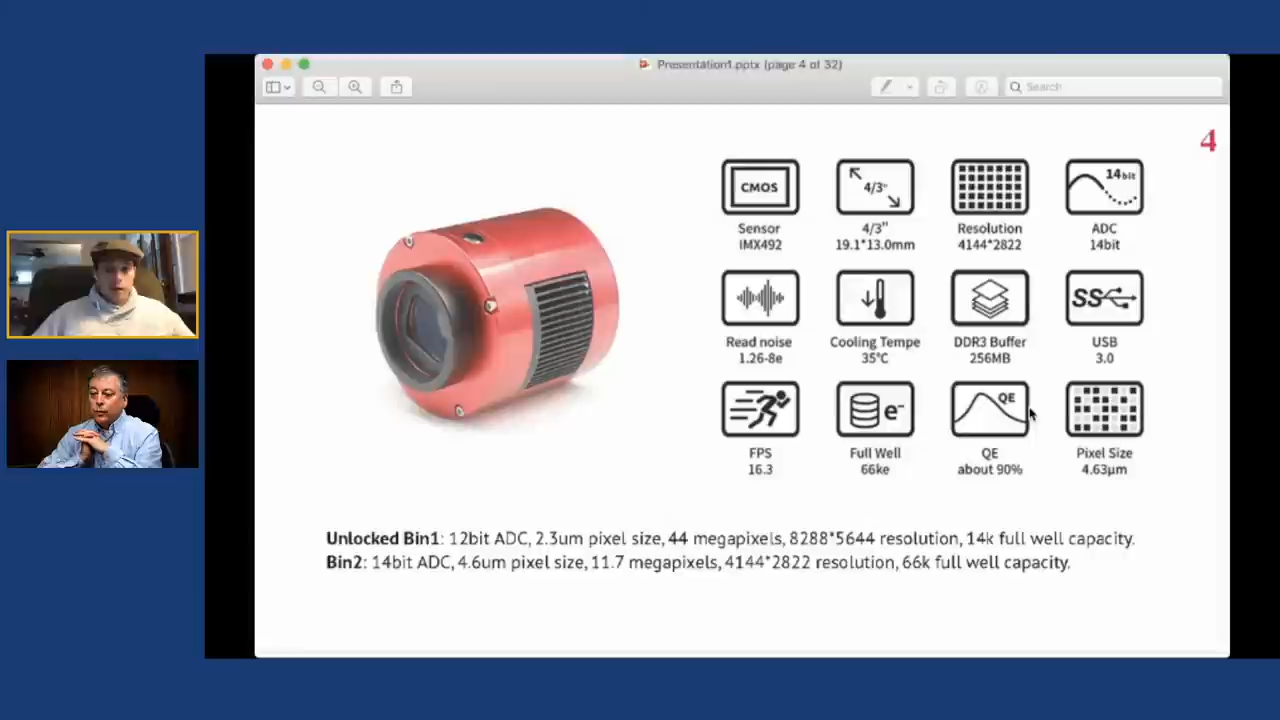 Presentation1.pptx (page 4 of 32)
Search
4
CMOS
4/3"
14bit
Sensor
IMX492
4/3"
19.1*13.0mm
Resolution
4144*2822
ADC
14bit
SS
Read noise
1.26-8e
Cooling Tempe
35°C
DDR3 Buffer
256MB
USB
3.0
e-
QE
FPS
16.3
Full Well
66ke
QE
about 90%
Pixel Size
4.63μm
Unlocked Bin1: 12bit ADC, 2.3um pixel size, 44 megapixels, 8288*5644 resolution, 14k full well capacity.
Bin2: 14bit ADC, 4.6um pixel size, 11.7 megapixels, 4144*2822 resolution, 66k full well capacity.